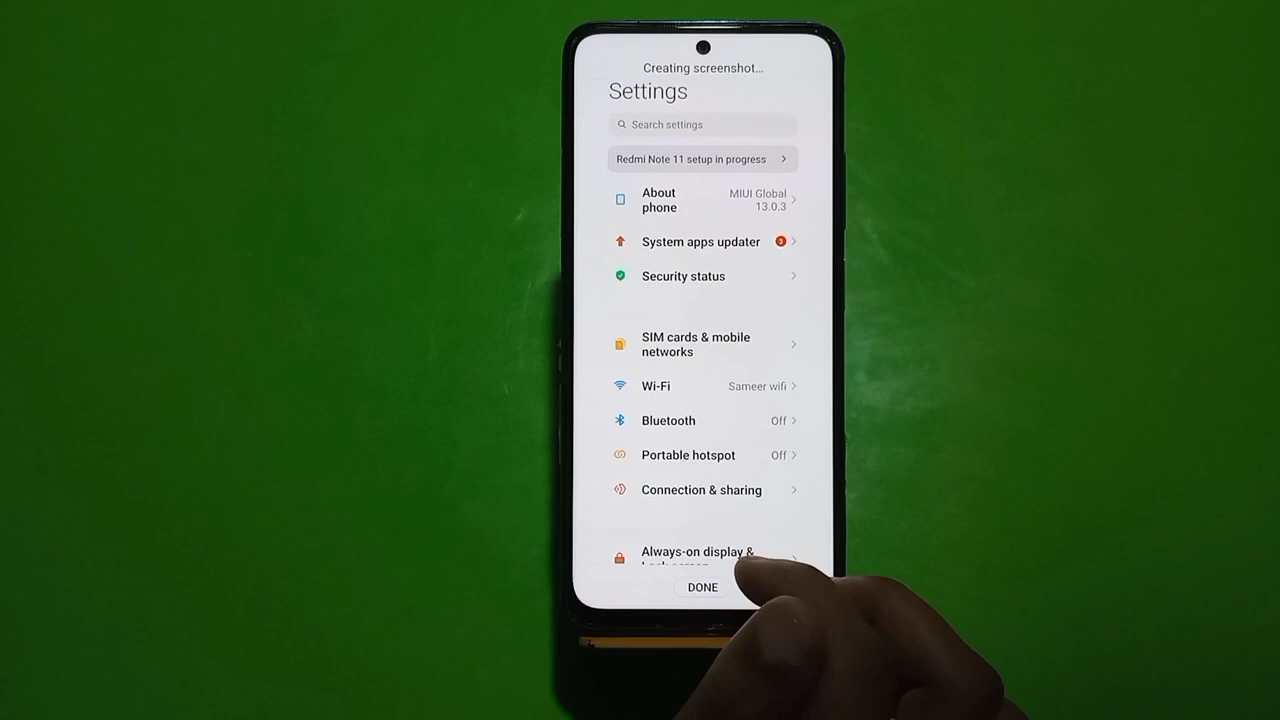 Creating screenshot...
Settings
Search settings
Redmi Note 11 setup in progress
About
phone
MIUI Global
13.0.3
System apps updater
3
Security status
SIM cards & mobile
networks
Wi-Fi
Sameer wifi
Bluetooth
Off
Portable hotspot
Off
Connection & sharing
Always-on display &
DONE